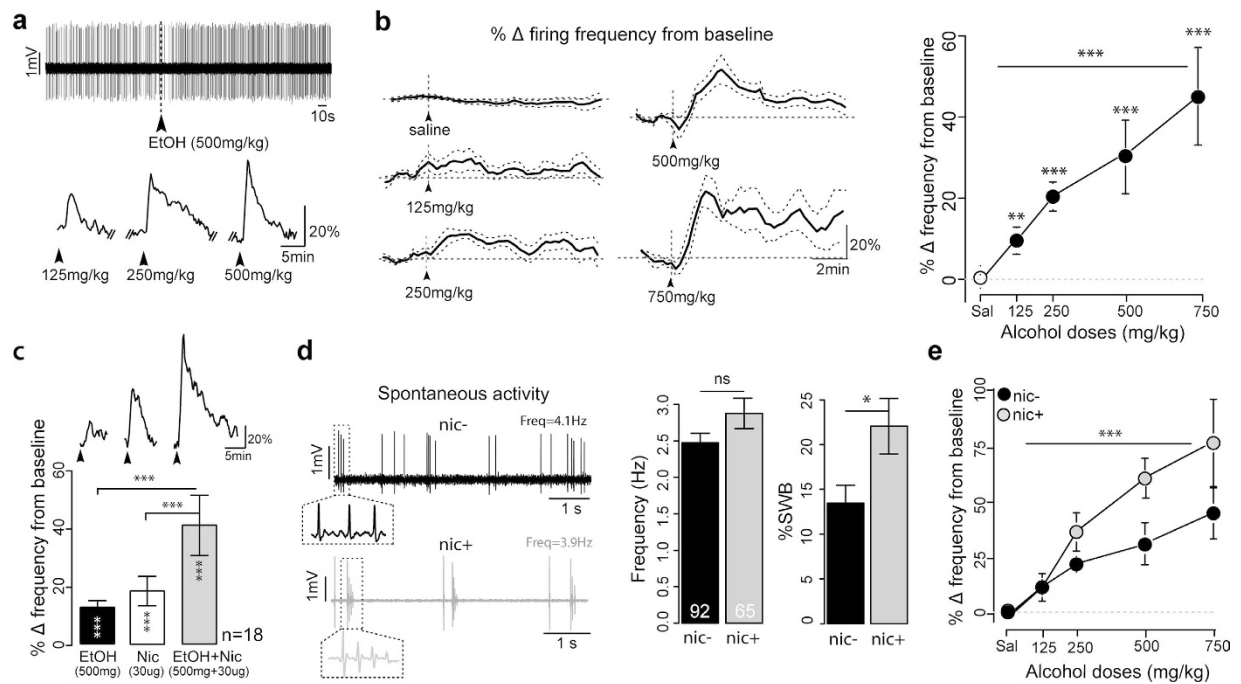 a
1mV
10s
EtOH (500mg/kg)
125mg/kg
250mg/kg
500mg/kg
20%
5min
b
% Δ firing frequency from baseline
saline
125mg/kg
250mg/kg
500mg/kg
750mg/kg
20%
2min
% Δ frequency from baseline
60
40
20
0
***
**
***
***
***
Sal
125
250
500
750
Alcohol doses (mg/kg)
c
20%
5min
% Δ frequency from baseline
60
40
20
0
***
***
***
***
***
n=18
EtOH
(500mg)
Nic
(30ug)
EtOH+Nic
(500mg+30ug)
d
Spontaneous activity
nic-
Freq=4.1Hz
1mV
1 s
nic+
Freq=3.9Hz
1mV
1 s
Frequency (Hz)
3.0
2.5
2.0
1.5
1.0
0.5
0.0
ns
92
65
nic-
nic+
%SWB
25
20
15
10
5
0
*
nic-
nic+
e
% Δ frequency from baseline
100
75
50
25
0
nic-
nic+
***
Sal
125
250
500
750
Alcohol doses (mg/kg)